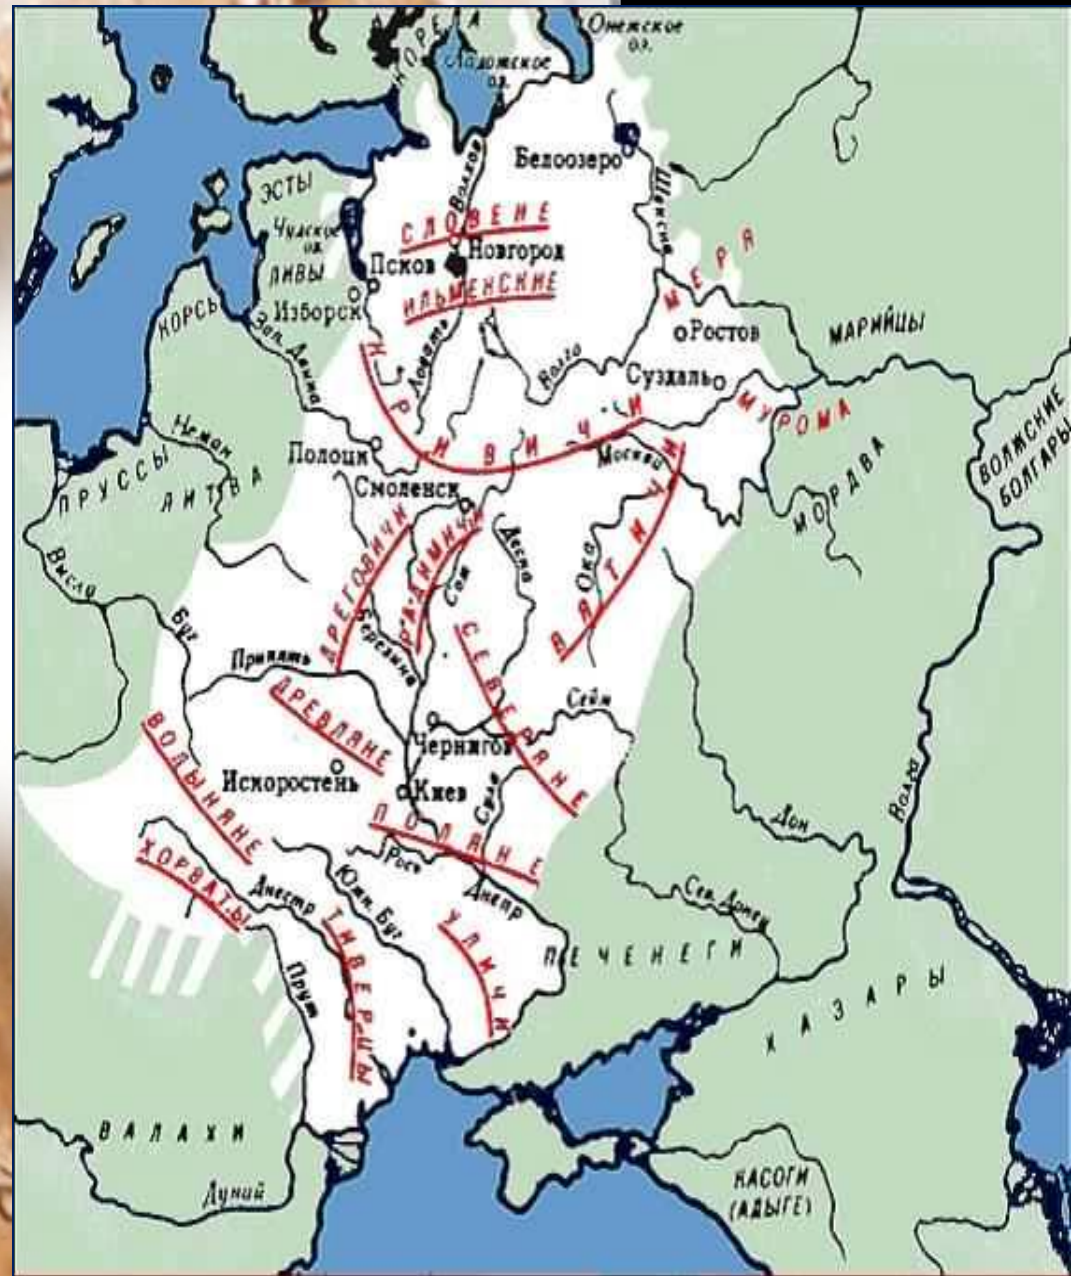 Онежское
оз.
КОРЕЛА
Ладожское
оз.
Белоозеро
Волхов
Шексна
ЭСТЫ
СЛОВЕНЕ
Чудское
оз.
Новгород
Псков
ЛИВЫ
ИЛЬМЕНСКИЕ
МЕРЯ
Изборск
КОРСЬ
Ростов
МАРИЙЦЫ
Зап. Двина
Ловать
Волга
Суздаль
КРИВИЧИ
МУРОМА
ВОЛЖСКИЕ
БОЛГАРЫ
Неман
Полоцк
Москва
ПРУССЫ
ЛИТВА
Смоленск
МОРДВА
ДРЕГОВИЧИ
РАДИМИЧИ
Десна
Ока
ВЯТИЧИ
Висла
Сож
Буг
Березина
СЕВЕРЯНЕ
Припять
ДРЕВЛЯНЕ
Сейм
ВОЛЫНЯНЕ
Чернигов
Искоростень
Киев
Сула
Волга
ПОЛЯНЕ
Дон
ХОРВАТЫ
Рось
Днестр
Южн. Буг
Днепр
Сев. Донец
ТИВЕРЦЫ
УЛИЧИ
ПЕЧЕНЕГИ
Прут
ХАЗАРЫ
ВАЛАХИ
Дунай
КАСОГИ
(АДЫГЕ)